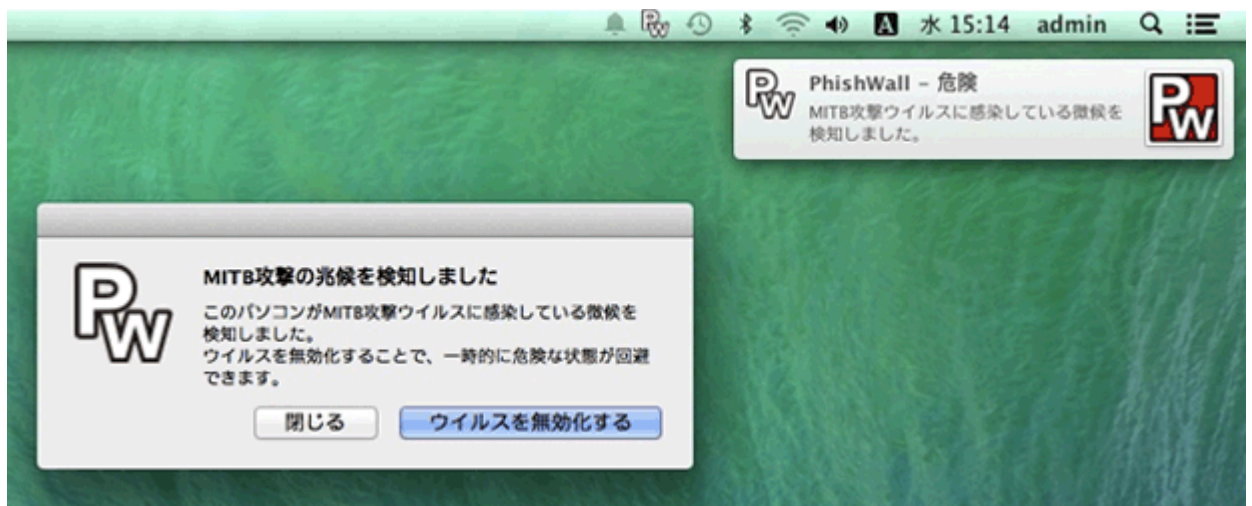 PW A 水 15:14 admin
PW PhishWall – 危険 PW
MITB攻撃ウイルスに感染している徴候を
検知しました。
MITB攻撃の兆候を検知しました
PW
このパソコンがMITB攻撃ウイルスに感染している徴候を
検知しました。
ウイルスを無効化することで、一時的に危険な状態が回避
できます。
閉じる ウイルスを無効化する